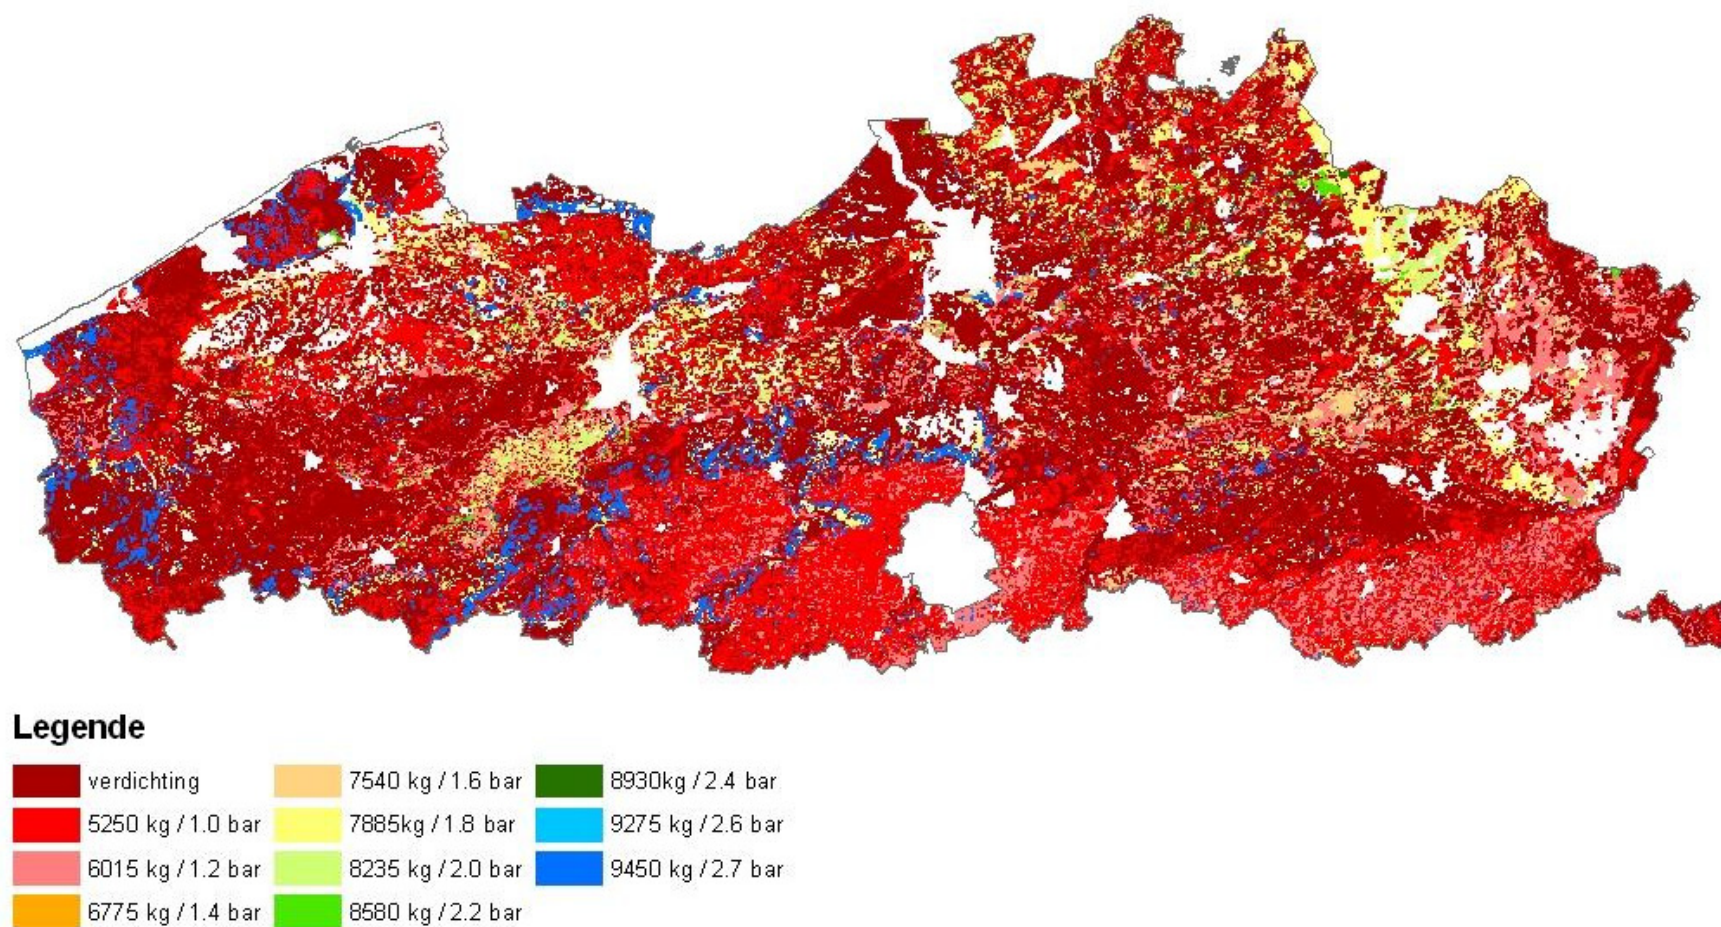 Legende
verdichting
5250 kg / 1.0 bar
6015 kg / 1.2 bar
6775 kg / 1.4 bar
7540 kg / 1.6 bar
7885kg / 1.8 bar
8235 kg / 2.0 bar
8580 kg / 2.2 bar
8930kg / 2.4 bar
9275 kg / 2.6 bar
9450 kg / 2.7 bar